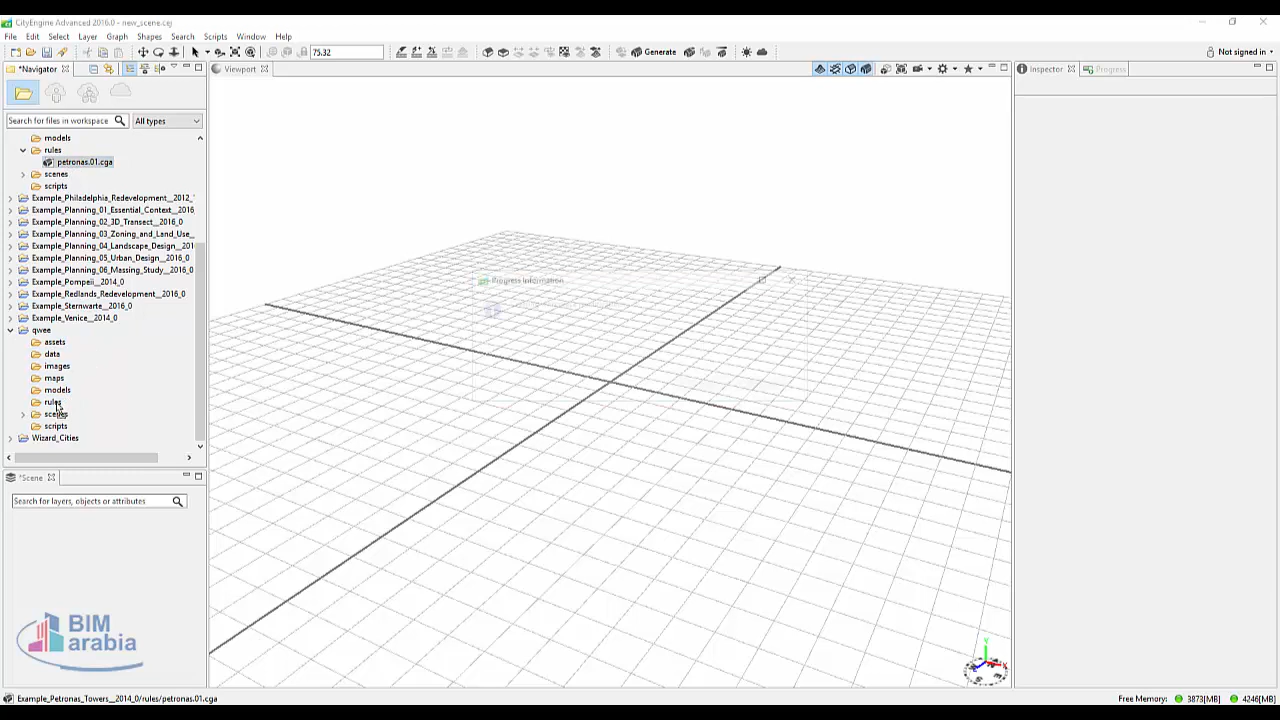 CityEngine Advanced 2016.0 - new_scene.cej
File Edit Select Layer Graph Shapes Search Scripts Window Help
75.32
Generate
Not signed in
*Navigator
Viewport
Inspector
Progress
Search for files in workspace
All types
models
rules
petronas.01.cga
scenes
scripts
Example_Philadelphia_Redevelopment__2012_
Example_Planning_01_Essential_Context__2016
Example_Planning_02_3D_Transect__2016_0
Example_Planning_03_Zoning_and_Land_Use_
Example_Planning_04_Landscape_Design__201
Example_Planning_05_Urban_Design__2016_0
Example_Planning_06_Massing_Study__2016_0
Example_Pompeii__2014_0
Example_Redlands_Redevelopment__2016_0
Example_Sternwarte__2016_0
Example_Venice__2014_0
qwee
assets
data
images
maps
models
rules
scenes
scripts
Wizard_Cities
Progress Information
*Scene
Search for layers, objects or attributes
BIM
arabia
Y
X
Example_Petronas_Towers__2014_0/rules/petronas.01.cga
Free Memory: 3873[MB] 4246[MB]